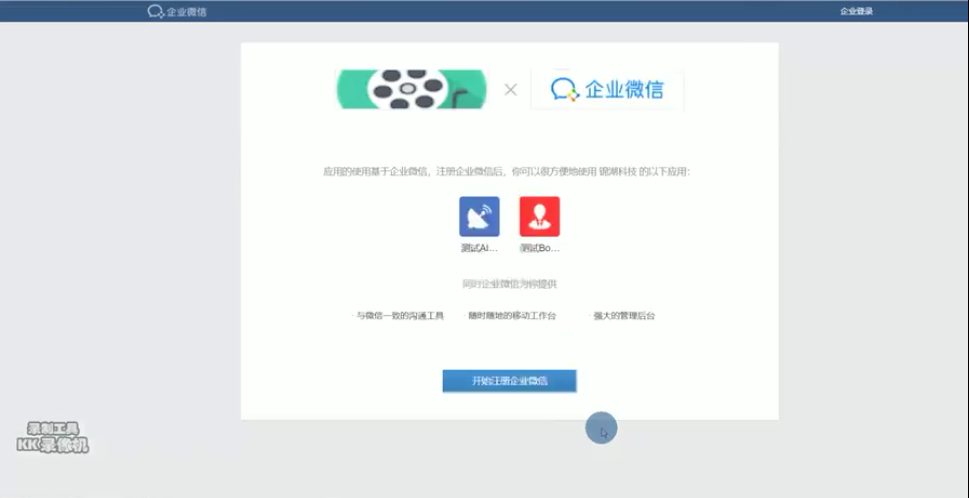 企业微信
企业登录
企业微信
应用的使用基于企业微信，注册企业微信后，你可以很方便地使用 锦湖科技 的以下应用：
测试AI...
测试Bo...
同时企业微信为你提供
· 与微信一致的沟通工具
· 随时随地的移动工作台
· 强大的管理后台
开始注册企业微信
录制工具
KK录像机